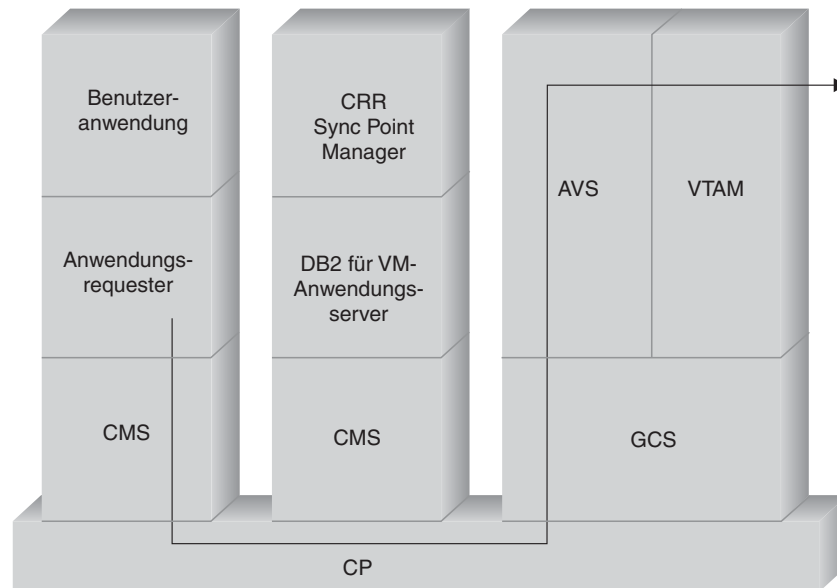 Benutzer-
anwendung
Anwendungs-
requester
CMS
CRR
Sync Point
Manager
DB2 für VM-
Anwendungs-
server
CMS
AVS
VTAM
GCS
CP